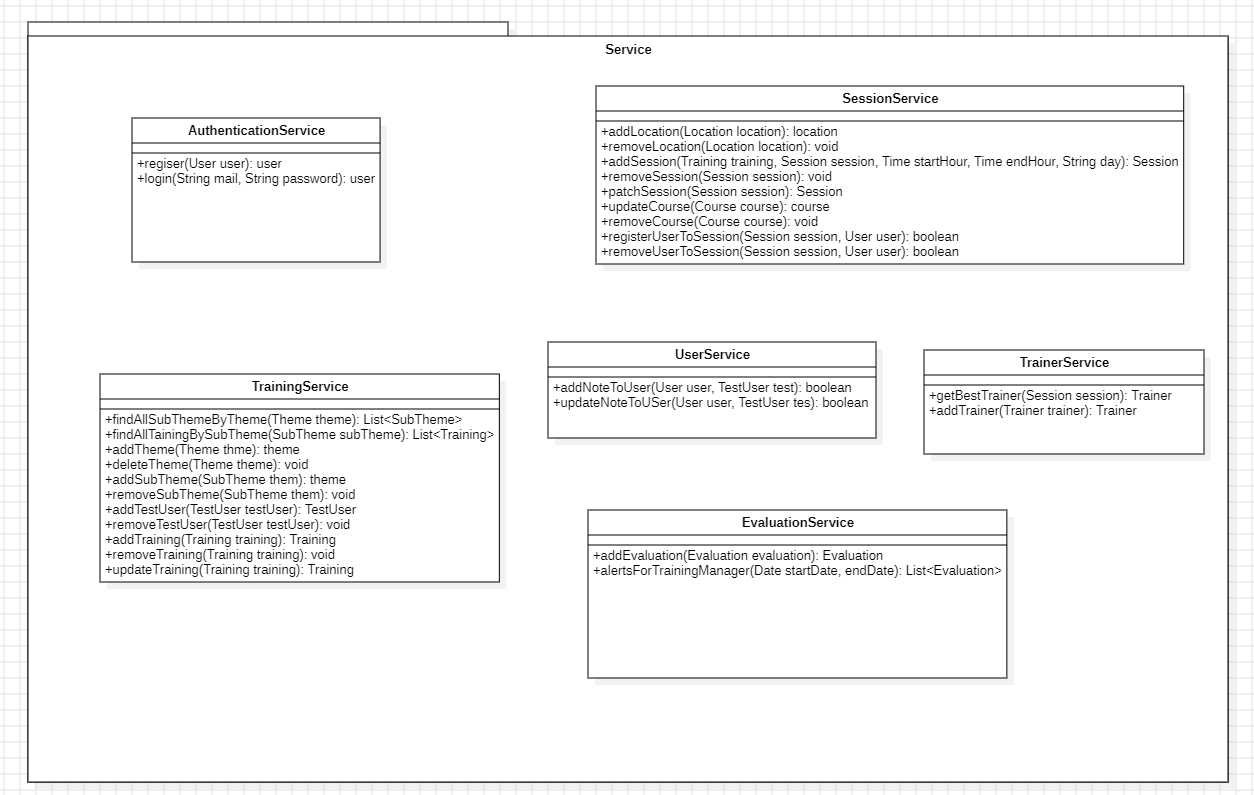 Service
AuthenticationService
+regiser(User user): user
+login(String mail, String password): user
SessionService
+addLocation(Location location): location
+removeLocation(Location location): void
+addSession(Training training, Session session, Time startHour, Time endHour, String day): Session
+removeSession(Session session): void
+patchSession(Session session): Session
+updateCourse(Course course): course
+removeCourse(Course course): void
+registerUserToSession(Session session, User user): boolean
+removeUserToSession(Session session, User user): boolean
TrainingService
+findAllSubThemeByTheme(Theme theme): List<SubTheme>
+findAllTainingBySubTheme(SubTheme subTheme): List<Training>
+addTheme(Theme thme): theme
+deleteTheme(Theme theme): void
+addSubTheme(SubTheme them): theme
+removeSubTheme(SubTheme them): void
+addTestUser(TestUser testUser): TestUser
+removeTestUser(TestUser testUser): void
+addTraining(Training training): Training
+removeTraining(Training training): void
+updateTraining(Training training): Training
UserService
+addNoteToUser(User user, TestUser test): boolean
+updateNoteToUSer(User user, TestUser tes): boolean
TrainerService
+getBestTrainer(Session session): Trainer
+addTrainer(Trainer trainer): Trainer
EvaluationService
+addEvaluation(Evaluation evaluation): Evaluation
+alertsForTrainingManager(Date startDate, endDate): List<Evaluation>